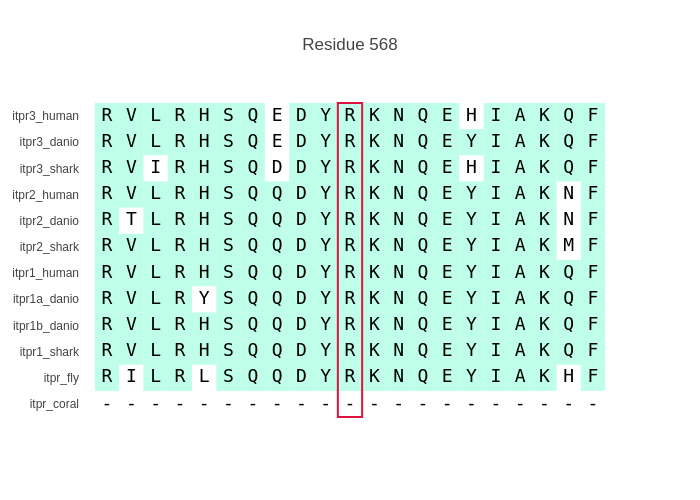 Residue 568
itpr3_human R V L R H S Q E D Y R K N Q E H I A K Q F
itpr3_danio R V L R H S Q E D Y R K N Q E Y I A K Q F
itpr3_shark R V I R H S Q D D Y R K N Q E H I A K Q F
itpr2_human R V L R H S Q Q D Y R K N Q E Y I A K N F
itpr2_danio R T L R H S Q Q D Y R K N Q E Y I A K N F
itpr2_shark R V L R H S Q Q D Y R K N Q E Y I A K M F
itpr1_human R V L R H S Q Q D Y R K N Q E Y I A K Q F
itpr1a_danio R V L R Y S Q Q D Y R K N Q E Y I A K Q F
itpr1b_danio R V L R H S Q Q D Y R K N Q E Y I A K Q F
itpr1_shark R V L R H S Q Q D Y R K N Q E Y I A K Q F
itpr_fly R I L R L S Q Q D Y R K N Q E Y I A K H F
itpr_coral - - - - - - - - - - - - - - - - - - - - -